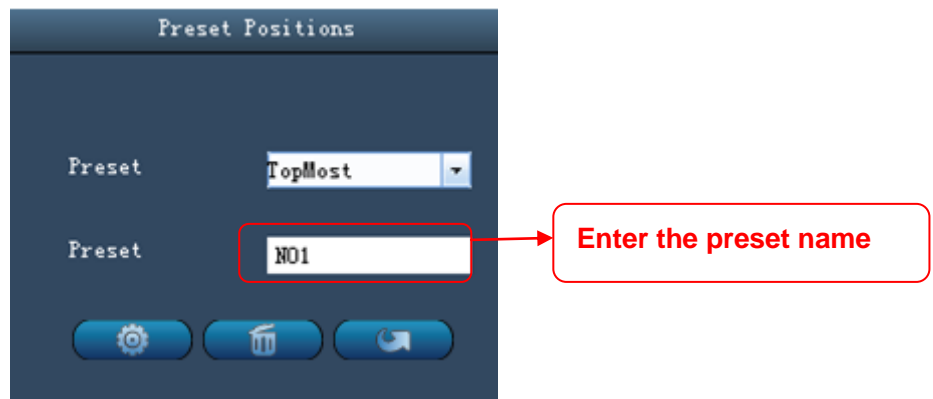 Preset Positions
Preset
TopMost
Preset
NO1
Enter the preset name